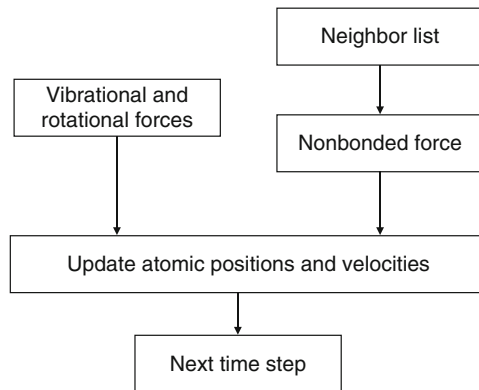 Neighbor list
Vibrational and
rotational forces
Nonbonded force
Update atomic positions and velocities
Next time step